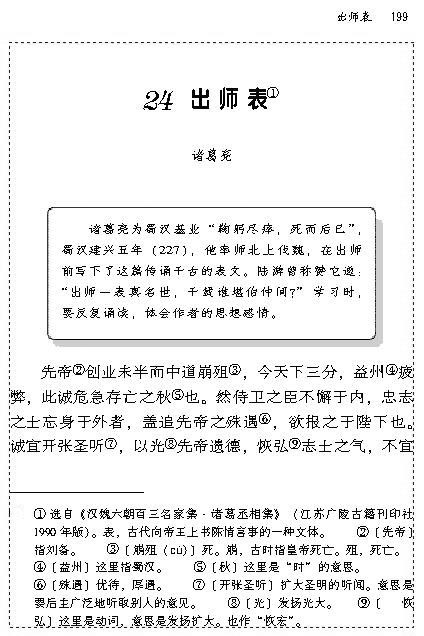 出师表 199
24 出师表①
诸葛亮
诸葛亮为蜀汉基业“鞠躬尽瘁，死而后已”，
蜀汉建兴五年（227），他率师北上伐魏，在出师
前写下了这篇传诵千古的表文。陆游曾称赞它道：
“出师一表真名世，千载谁堪伯仲间？”学习时，
要反复诵读，体会作者的思想感情。
先帝②创业未半而中道崩殂③，今天下三分，益州④疲
弊，此诚危急存亡之秋⑤也。然侍卫之臣不懈于内，忠志
之士忘身于外者，盖追先帝之殊遇⑥，欲报之于陛下也。
诚宜开张圣听⑦，以光⑧先帝遗德，恢弘⑨志士之气，不宜
①选自《汉魏六朝百三名家集·诸葛丞相集》（江苏广陵古籍刊印社
1990年版）。表，古代向帝王上书陈情言事的一种文体。 ②〔先帝〕
指刘备。 ③〔崩殂（cú）〕死。崩，古时指皇帝死亡。殂，死亡。
④〔益州〕这里指蜀汉。 ⑤〔秋〕这里是“时”的意思。
⑥〔殊遇〕优待，厚遇。 ⑦〔开张圣听〕扩大圣明的听闻。意思是
要后主广泛地听取别人的意见。 ⑧〔光〕发扬光大。 ⑨〔 恢
弘〕这里是动词，意思是发扬扩大。也作“恢宏”。